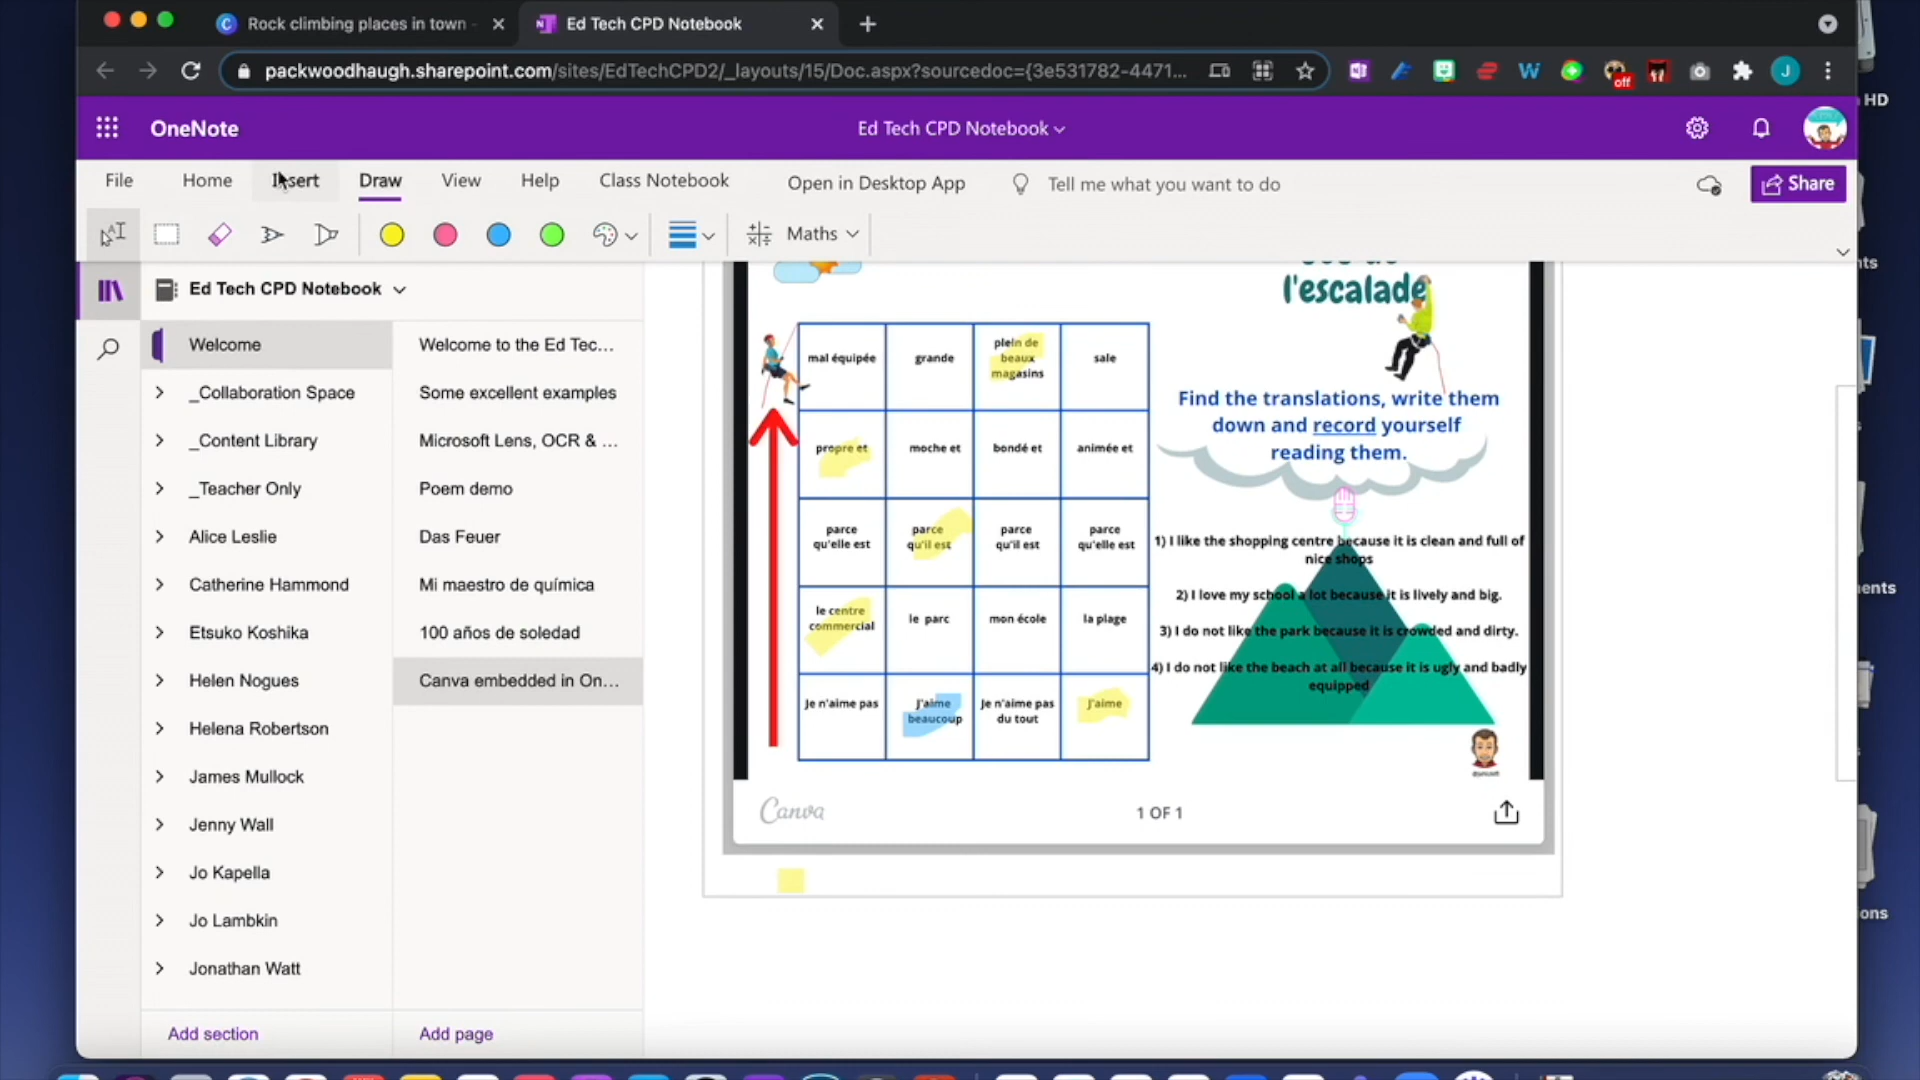 Rock climbing places in town -
Ed Tech CPD Notebook
packwoodhaugh.sharepoint.com/sites/EdTechCPD2/_layouts/15/Doc.aspx?sourcedoc={3e531782-4471...
off
J
HD
OneNote
Ed Tech CPD Notebook
File
Home
Insert
Draw
View
Help
Class Notebook
Open in Desktop App
Tell me what you want to do
Share
Maths
Ed Tech CPD Notebook
Welcome
_Collaboration Space
_Content Library
_Teacher Only
Alice Leslie
Catherine Hammond
Etsuko Koshika
Helen Nogues
Helena Robertson
James Mullock
Jenny Wall
Jo Kapella
Jo Lambkin
Jonathan Watt
Add section
Welcome to the Ed Tec...
Some excellent examples
Microsoft Lens, OCR & ...
Poem demo
Das Feuer
Mi maestro de química
100 años de soledad
Canva embedded in On...
Add page
l'escalade
mal équipée
grande
plein de
beaux
magasins
sale
propre et
moche et
bondé et
animée et
parce
qu'elle est
parce
qu'il est
parce
qu'il est
parce
qu'elle est
le centre
commercial
le parc
mon école
la plage
Je n'aime pas
J'aime
beaucoup
Je n'aime pas
du tout
J'aime
Find the translations, write them
down and record yourself
reading them.
1) I like the shopping centre because it is clean and full of
nice shops
2) I love my school a lot because it is lively and big.
3) I do not like the park because it is crowded and dirty.
4) I do not like the beach at all because it is ugly and badly
equipped
Canva
1 OF 1
nts
ents
ons